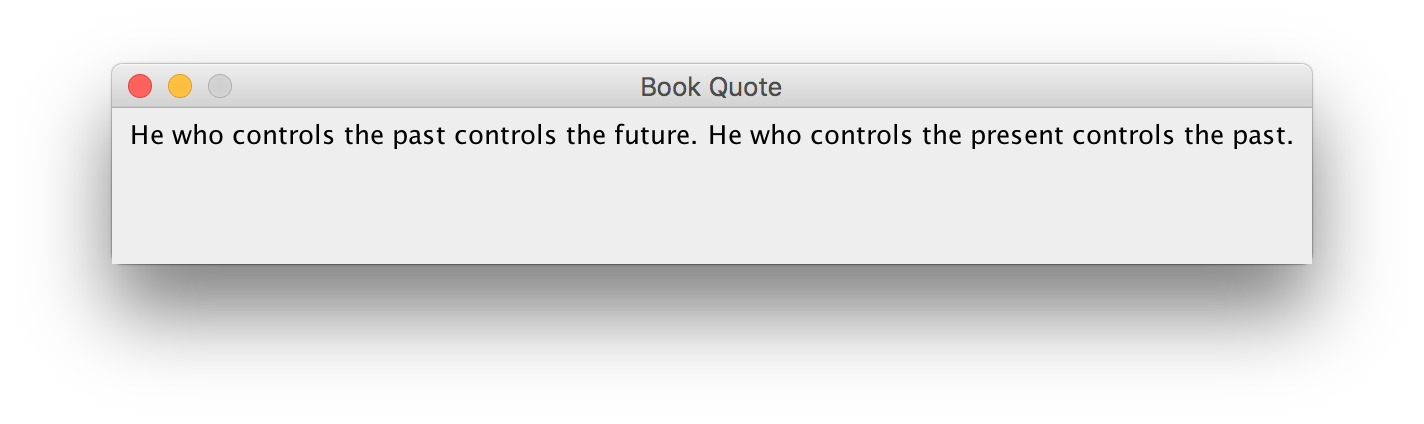 Book Quote
He who controls the past controls the future. He who controls the present controls the past.